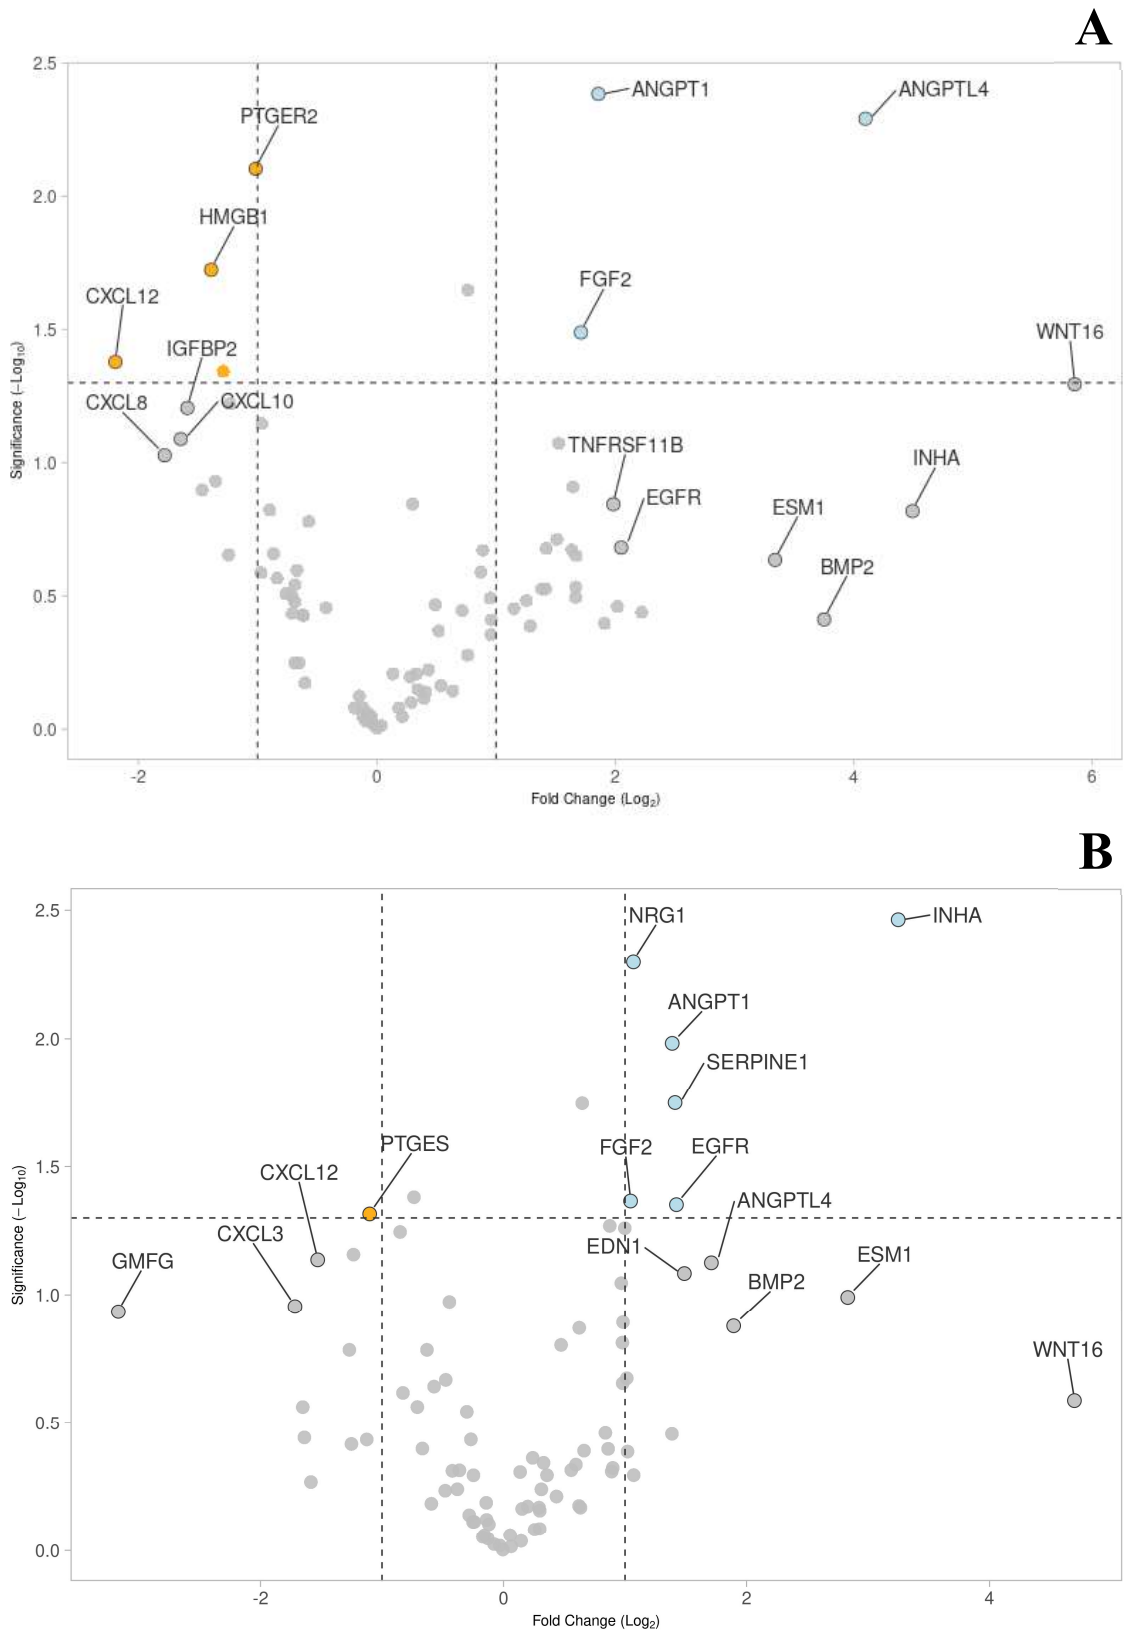 A
2.5
ANGPT1
ANGPTL4
PTGER2
2.0
HMGB1
FGF2
CXCL12
1.5
WNT16
IGFBP2
CXCL8
CXCL10
Significance (−Log10)
1.0
TNFRSF11B
INHA
EGFR
ESM1
BMP2
0.5
0.0
-2 0 2 4 6
Fold Change (Log2)
B
2.5
NRG1
INHA
2.0
ANGPT1
SERPINE1
1.5
PTGES
FGF2
EGFR
CXCL12
ANGPTL4
Significance (−Log10)
CXCL3
EDN1
GMFG
ESM1
BMP2
1.0
WNT16
0.5
0.0
-2 0 2 4
Fold Change (Log2)